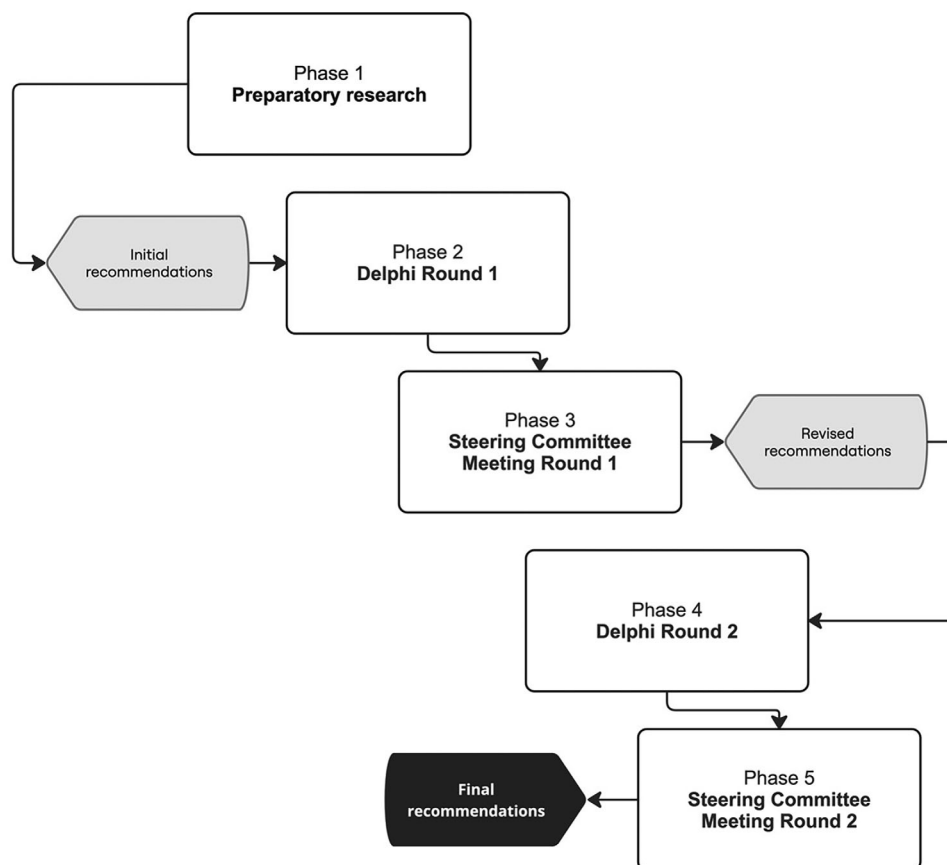 Phase 1
Preparatory research
Initial
recommendations
Phase 2
Delphi Round 1
Phase 3
Steering Committee
Meeting Round 1
Revised
recommendations
Phase 4
Delphi Round 2
Phase 5
Steering Committee
Meeting Round 2
Final
recommendations